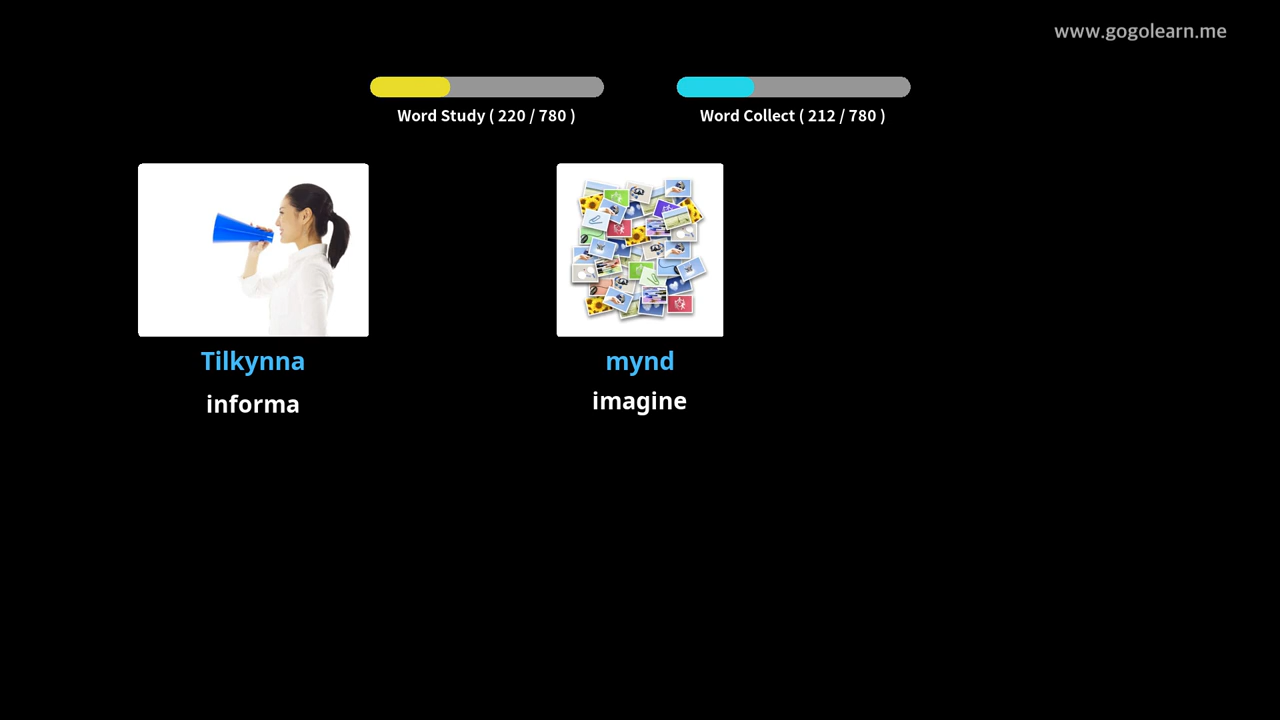 www.gogolearn.me
Word Study ( 220 / 780 )
Word Collect ( 212 / 780 )
Tilkynna
informa
mynd
imagine